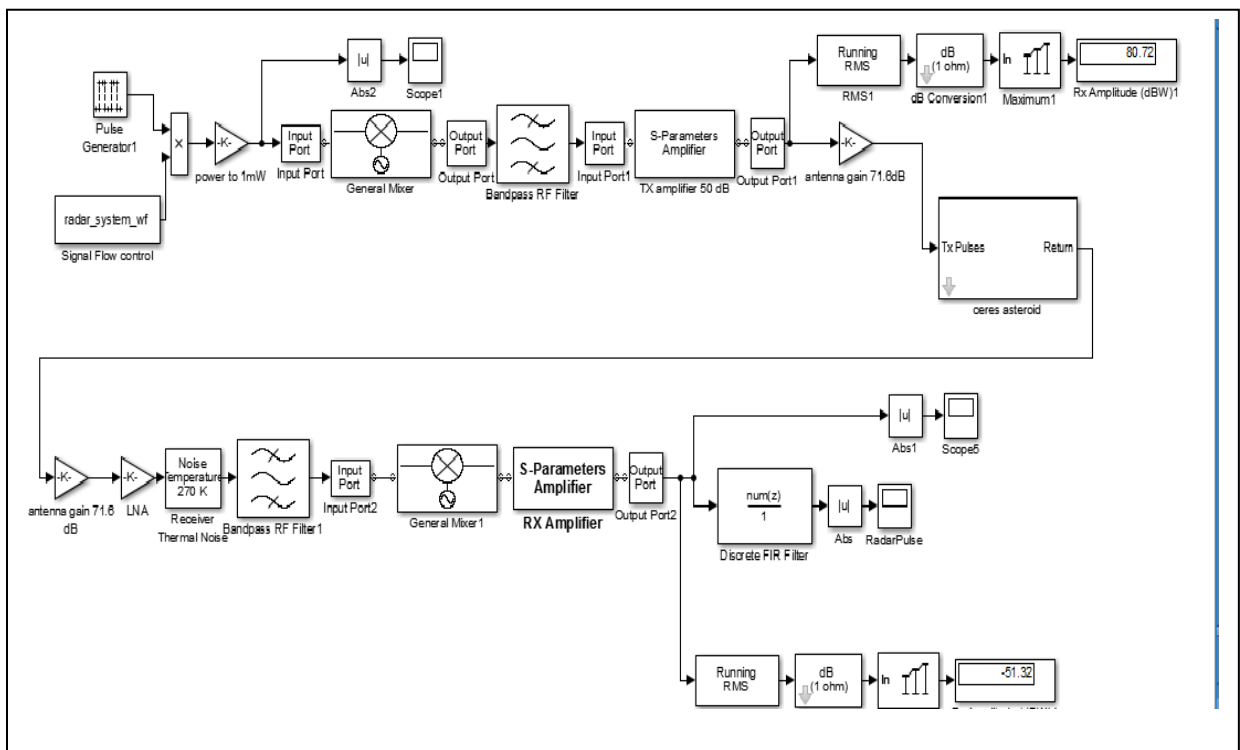 Pulse
Generator1
radar_system_wf
Signal Flow control
X
-K-
power to 1mW
|u|
Abs2
Scope1
Input
Port
Input Port
General Mixer
Output
Port
Output Port
Bandpass RF Filter
Input
Port
Input Port1
S-Parameters
Amplifier
TX amplifier 50 dB
Output
Port
Output Port1
Running
RMS
RMS1
dB
(1 ohm)
dB Conversion1
In
Maximum1
80.72
Rx Amplitude (dBW)1
-K-
antenna gain 71.6dB
Tx Pulses
Return
ceres asteroid
-K-
antenna gain 71.6
dB
-K-
LNA
Noise
Temperature
270 K
Receiver
Thermal Noise
Bandpass RF Filter1
Input
Port
Input Port2
General Mixer1
S-Parameters
Amplifier
RX Amplifier
Output
Port
Output Port2
|u|
Abs1
Scope5
num(z)
1
Discrete FIR Filter
|u|
Abs
RadarPulse
Running
RMS
dB
(1 ohm)
In
-51.32